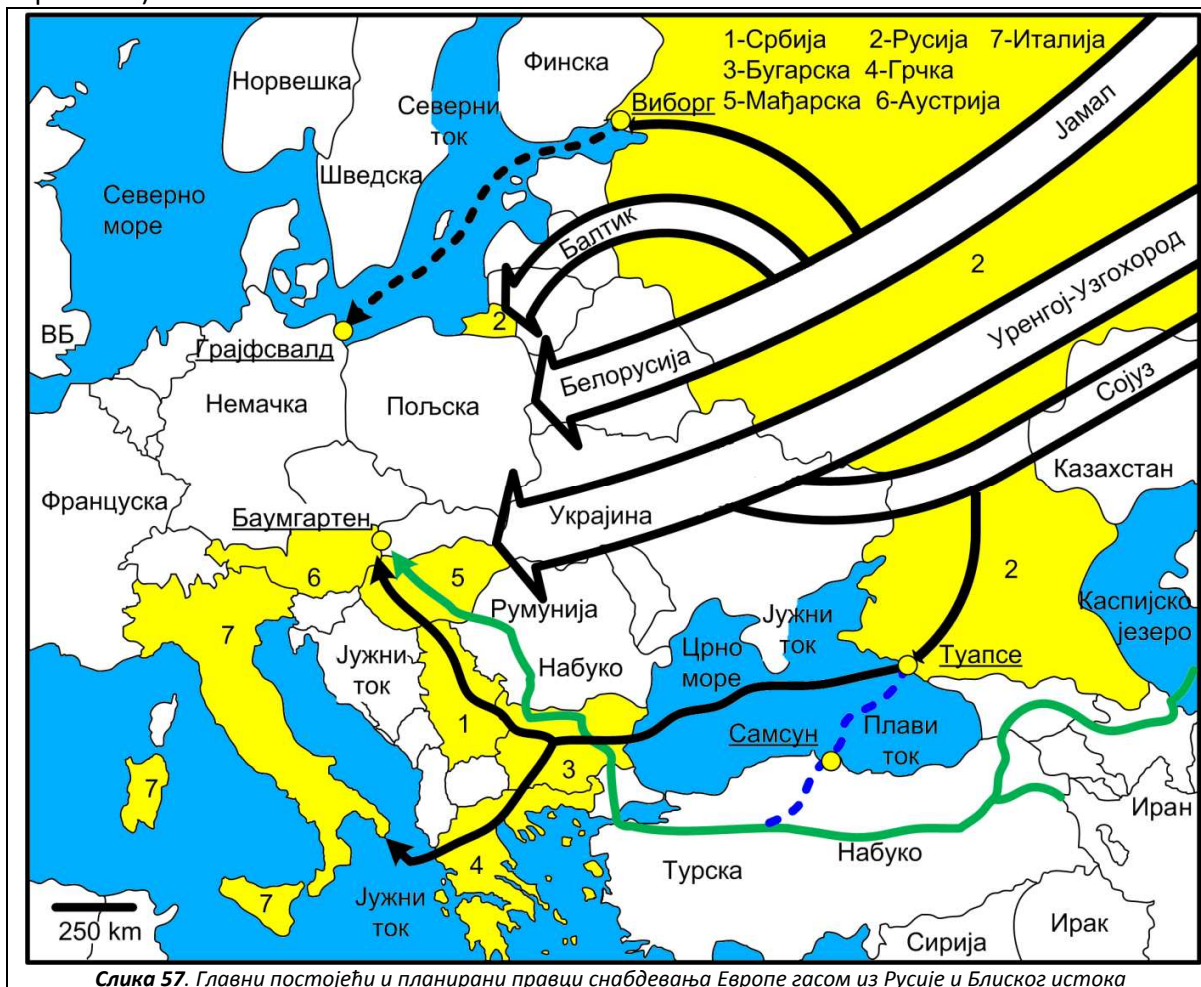 1-Србија 2-Русија 7-Италија
3-Бугарска 4-Грчка
5-Мађарска 6-Аустрија
Норвешка
Финска
Северни
ток
Виборг
Јамал
Шведска
Северно
море
Балтик
2
Уренгој-Узгохород
ВБ
2
Грајфсвалд
Белорусија
Сојуз
Немачка
Пољска
Казахстан
Француска
Баумгартен
Украјина
6
5
2
Румунија
Каспијско
језеро
7
Јужни
ток
Јужни
ток
Црно
море
Туапсе
Набуко
1
Самсун
Плави
ток
7
3
Иран
Турска
Набуко
4
7
Јужни
ток
250 km
Сирија
Ирак
Слика 57. Главни постојећи и планирани правци снабдевања Европе гасом из Русије и Блиског истока